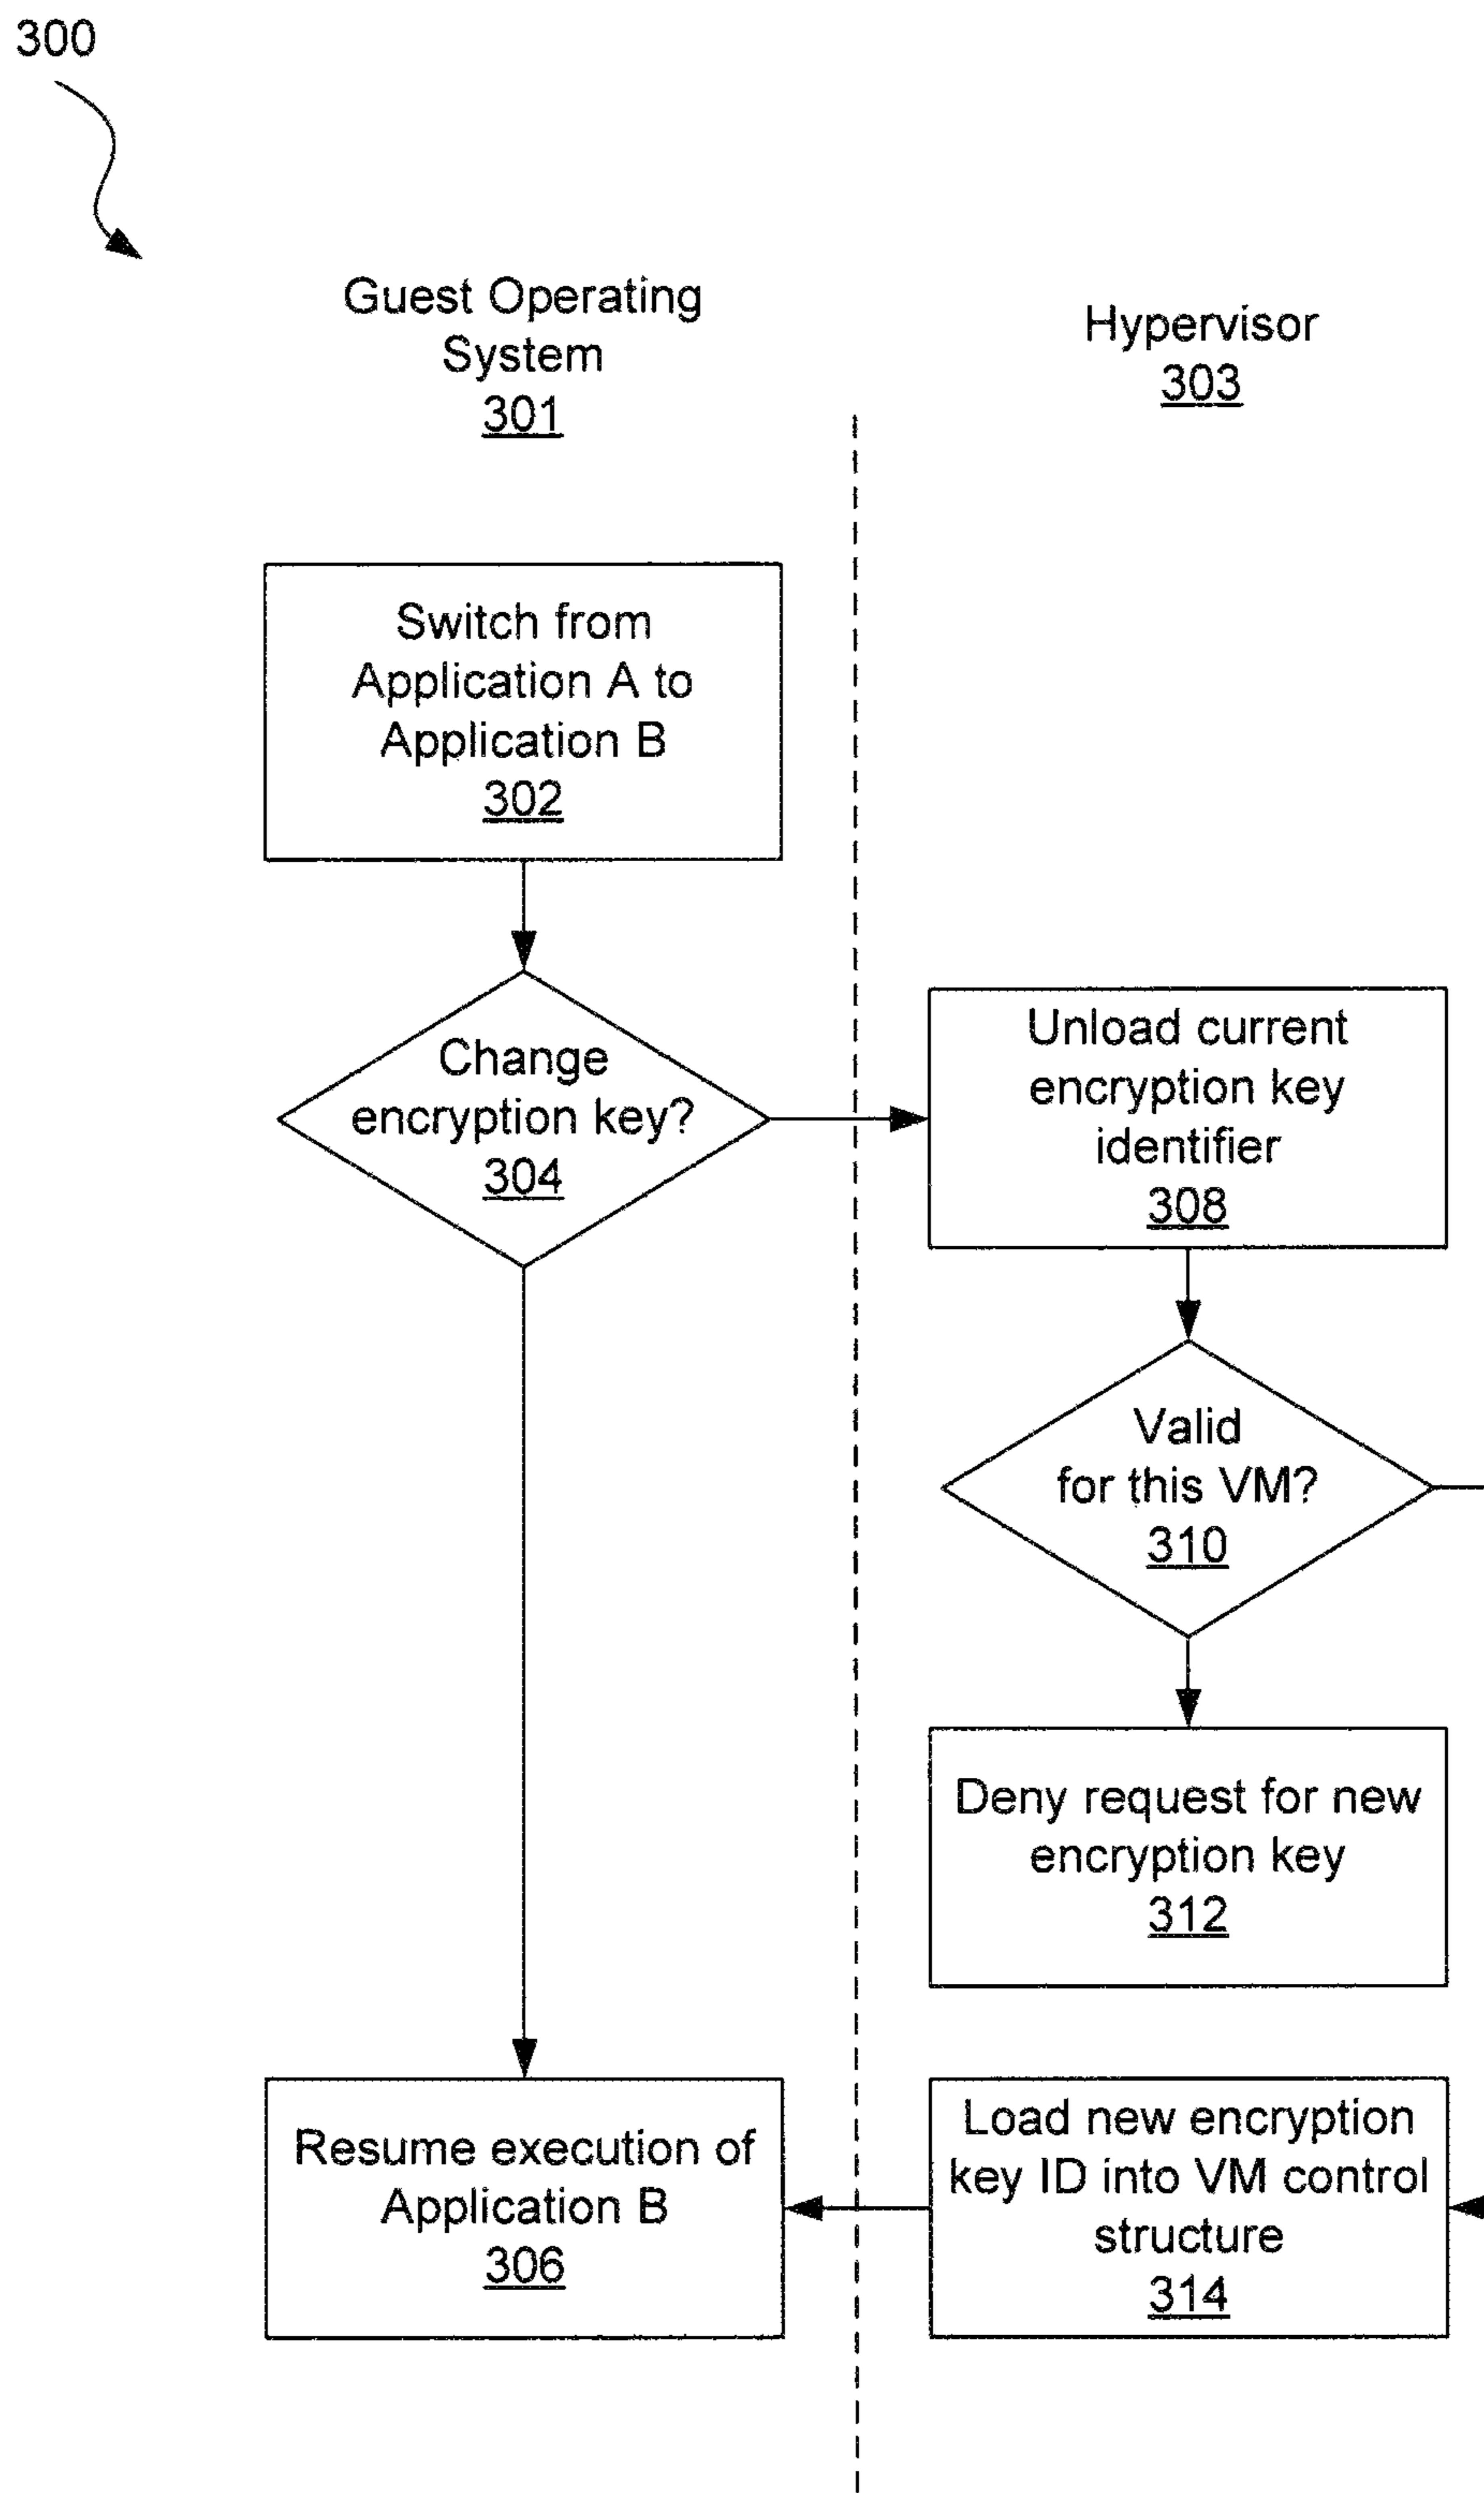 300
Guest Operating
System
301
Hypervisor
303
Switch from
Application A to
Application B
302
Change
encryption key?
304
Unload current
encryption key
identifier
308
Valid
for this VM?
310
Deny request for new
encryption key
312
Resume execution of
Application B
306
Load new encryption
key ID into VM control
structure
314